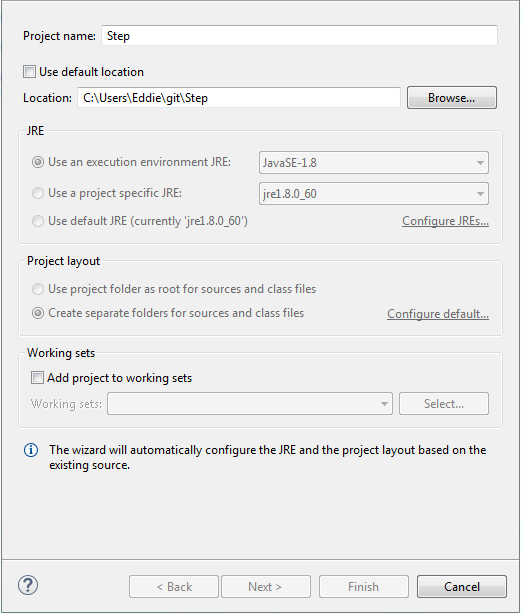 Project name: Step
Use default location
Location: C:\Users\Eddie\git\Step Browse...
JRE
Use an execution environment JRE: JavaSE-1.8
Use a project specific JRE: jre1.8.0_60
Use default JRE (currently 'jre1.8.0_60') Configure JREs...
Project layout
Use project folder as root for sources and class files
Create separate folders for sources and class files Configure default...
Working sets
Add project to working sets
Working sets: Select...
The wizard will automatically configure the JRE and the project layout based on the
existing source.
? < Back Next > Finish Cancel